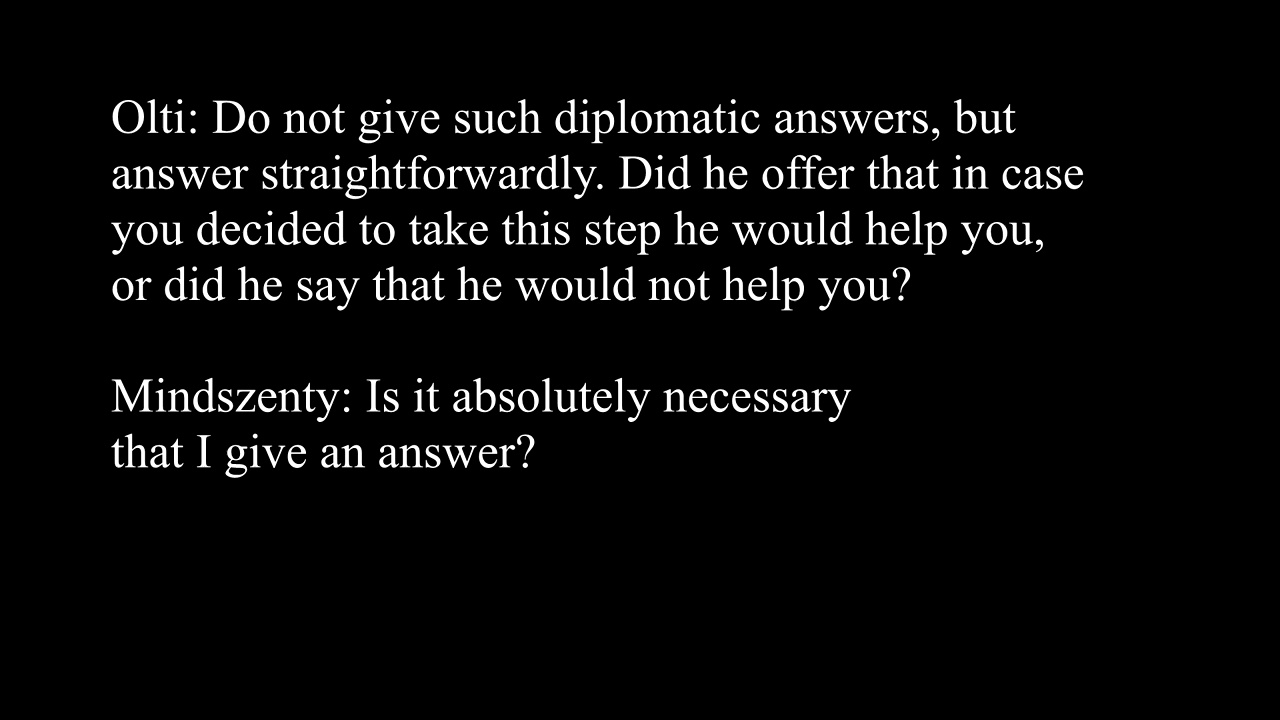 Olti: Do not give such diplomatic answers, but
answer straightforwardly. Did he offer that in case
you decided to take this step he would help you,
or did he say that he would not help you?
Mindszenty: Is it absolutely necessary
that I give an answer?